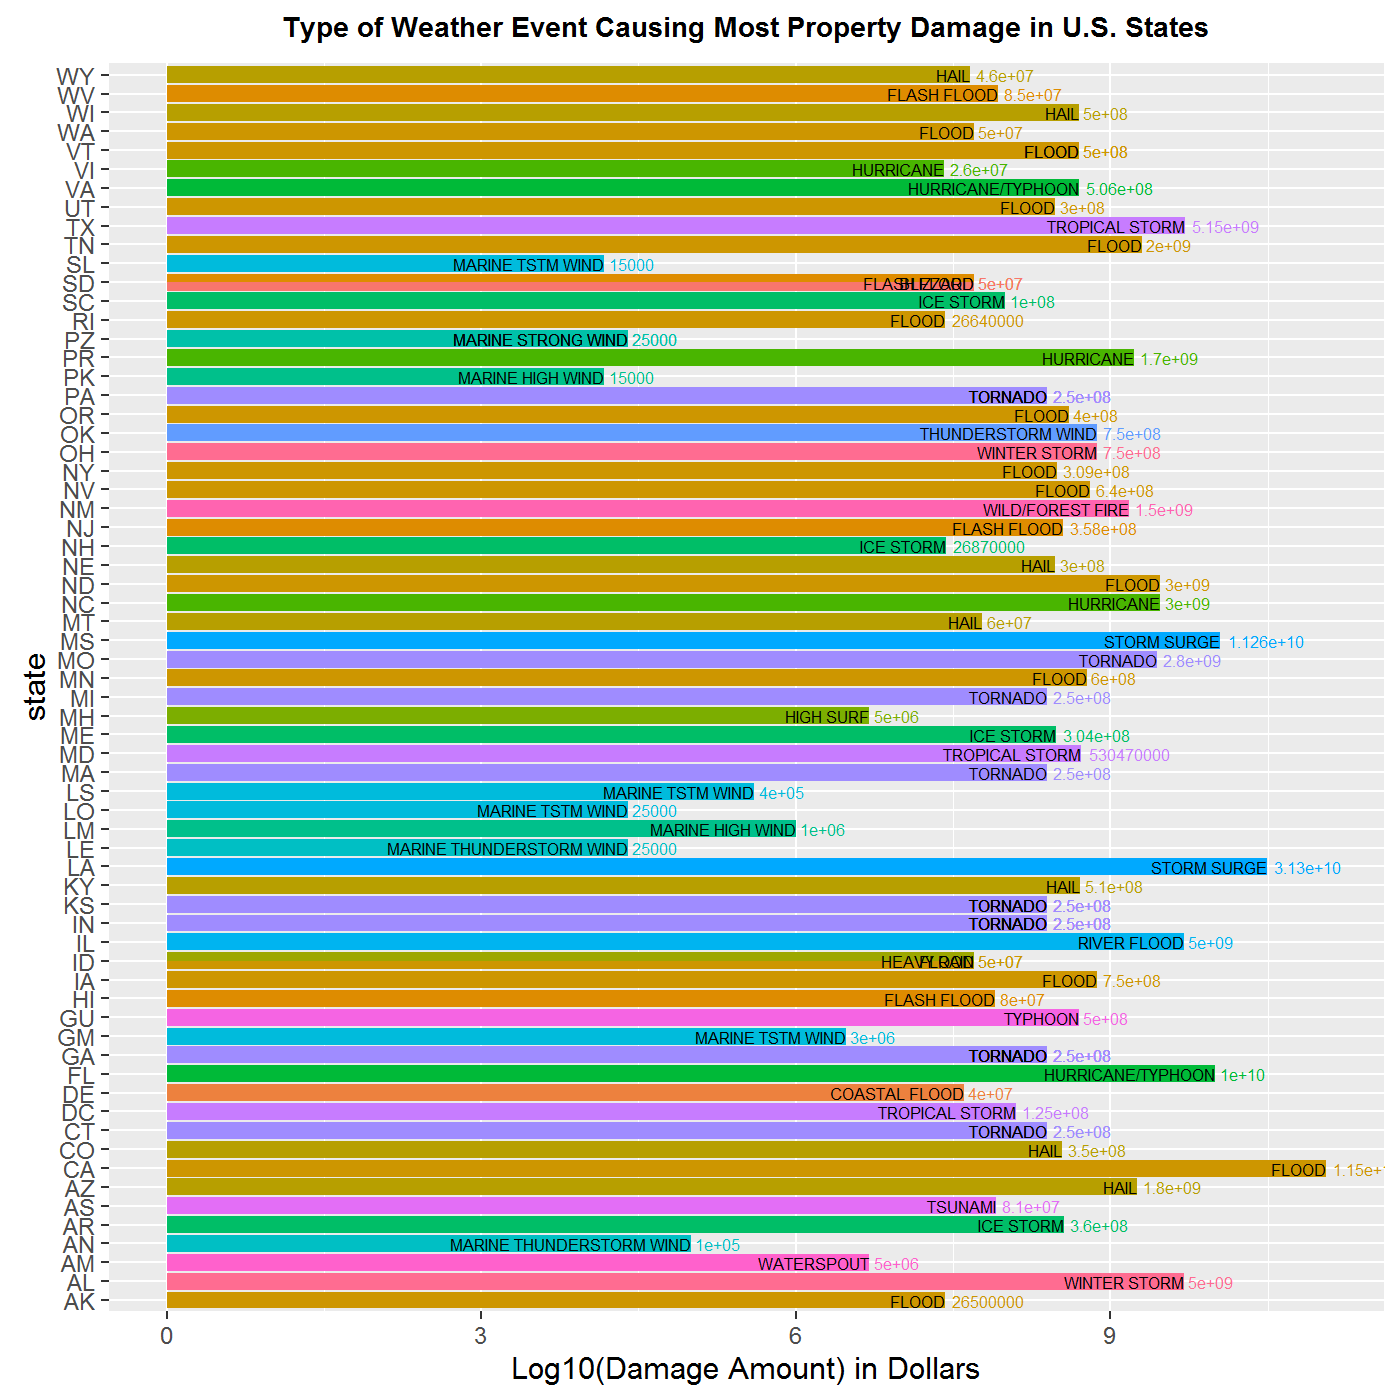 Type of Weather Event Causing Most Property Damage in U.S. States
WY HAIL 4.6e+07
WV FLASH FLOOD 8.5e+07
WI HAIL 5e+08
WA FLOOD 5e+07
VT FLOOD 5e+08
VI HURRICANE 2.6e+07
VA HURRICANE/TYPHOON 5.06e+08
UT FLOOD 3e+08
TX TROPICAL STORM 5.15e+09
TN FLOOD 2e+09
SL MARINE TSTM WIND 15000
SD FLASH FLOOD BLIZZARD 5e+07
SC ICE STORM 1e+08
RI FLOOD 26640000
PZ MARINE STRONG WIND 25000
PR HURRICANE 1.7e+09
PK MARINE HIGH WIND 15000
PA TORNADO 2.5e+08
OR FLOOD 4e+08
OK THUNDERSTORM WIND 7.5e+08
OH WINTER STORM 7.5e+08
NY FLOOD 3.09e+08
NV FLOOD 6.4e+08
NM WILD/FOREST FIRE 1.5e+09
NJ FLASH FLOOD 3.58e+08
NH ICE STORM 26870000
NE HAIL 3e+08
ND FLOOD 3e+09
NC HURRICANE 3e+09
MT HAIL 6e+07
MS STORM SURGE 1.126e+10
MO TORNADO 2.8e+09
MN FLOOD 6e+08
MI TORNADO 2.5e+08
MH HIGH SURF 5e+06
ME ICE STORM 3.04e+08
MD TROPICAL STORM 530470000
MA TORNADO 2.5e+08
LS MARINE TSTM WIND 4e+05
LO MARINE TSTM WIND 25000
LM MARINE HIGH WIND 1e+06
LE MARINE THUNDERSTORM WIND 25000
LA STORM SURGE 3.13e+10
KY HAIL 5.1e+08
KS TORNADO 2.5e+08
IN TORNADO 2.5e+08
IL RIVER FLOOD 5e+09
ID HEAVY RAIN FLOOD 5e+07
IA FLOOD 7.5e+08
HI FLASH FLOOD 8e+07
GU TYPHOON 5e+08
GM MARINE TSTM WIND 3e+06
GA TORNADO 2.5e+08
FL HURRICANE/TYPHOON 1e+10
DE COASTAL FLOOD 4e+07
DC TROPICAL STORM 1.25e+08
CT TORNADO 2.5e+08
CO HAIL 3.5e+08
CA FLOOD 1.15e+
AZ HAIL 1.8e+09
AS TSUNAMI 8.1e+07
AR ICE STORM 3.6e+08
AN MARINE THUNDERSTORM WIND 1e+05
AM WATERSPOUT 5e+06
AL WINTER STORM 5e+09
AK FLOOD 26500000
state
0 3 6 9
Log10(Damage Amount) in Dollars